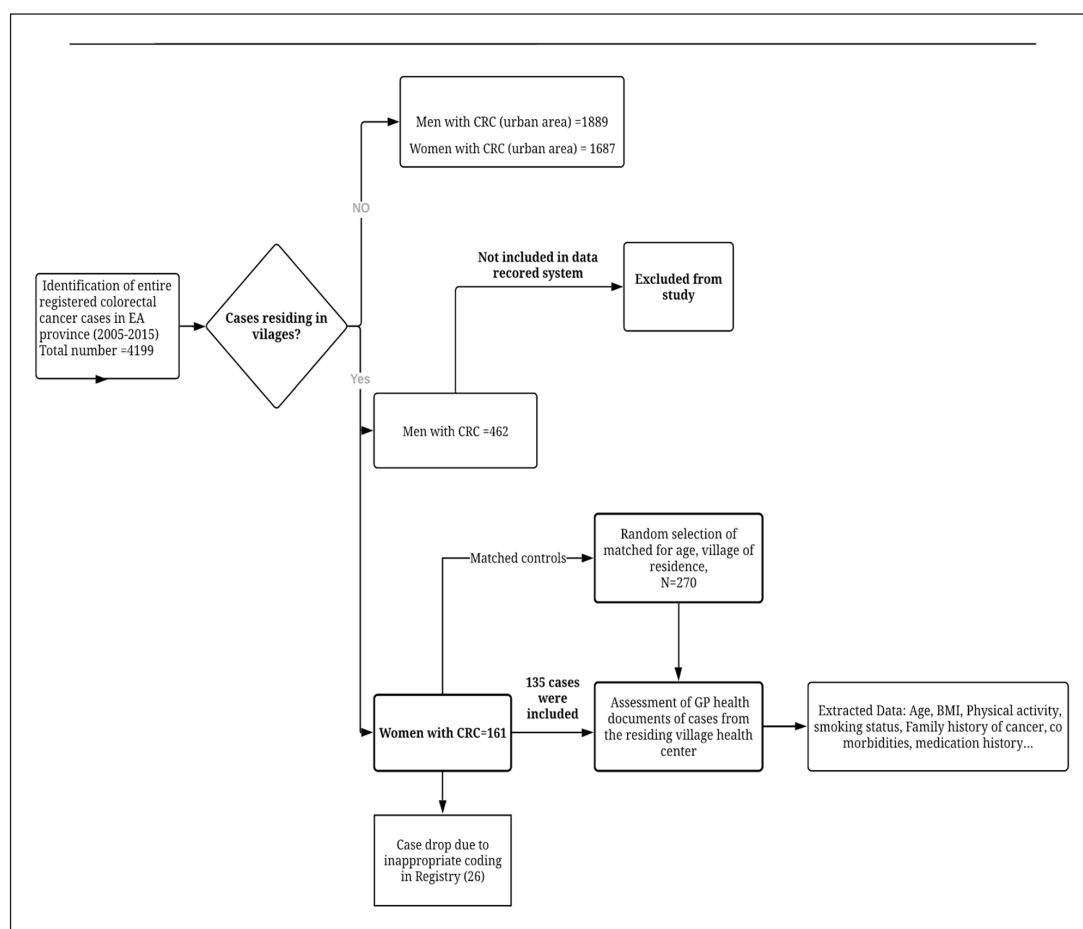 Men with CRC (urban area) =1889
Women with CRC (urban area) = 1687
NO
Not included in data
recored system
Excluded from
study
Identification of entire
registered colorectal
cancer cases in EA
province (2005-2015)
Total number =4199
Cases residing in
vilages?
Yes
Men with CRC =462
Matched controls
Random selection of
matched for age, village of
residence,
N=270
135 cases
were
included
Women with CRC=161
Assessment of GP health
documents of cases from
the residing village health
center
Extracted Data: Age, BMI, Physical activity,
smoking status, Family history of cancer, co
morbidities, medication history...
Case drop due to
inappropriate coding
in Registry (26)